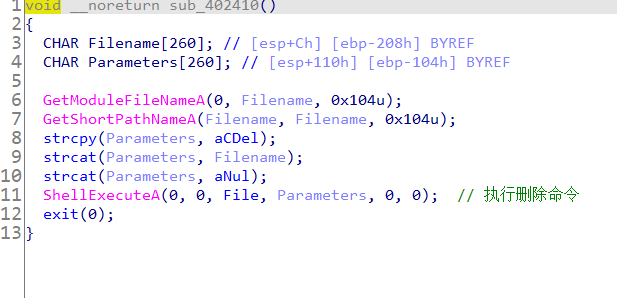 1 void __noreturn sub_402410()
2 {
3 CHAR Filename[260]; // [esp+Ch] [ebp-208h] BYREF
4 CHAR Parameters[260]; // [esp+110h] [ebp-104h] BYREF
5
6 GetModuleFileNameA(0, Filename, 0x104u);
7 GetShortPathNameA(Filename, Filename, 0x104u);
8 strcpy(Parameters, aCDel);
9 strcat(Parameters, Filename);
10 strcat(Parameters, aNul);
11 ShellExecuteA(0, 0, File, Parameters, 0, 0); // 执行删除命令
12 exit(0);
13 }